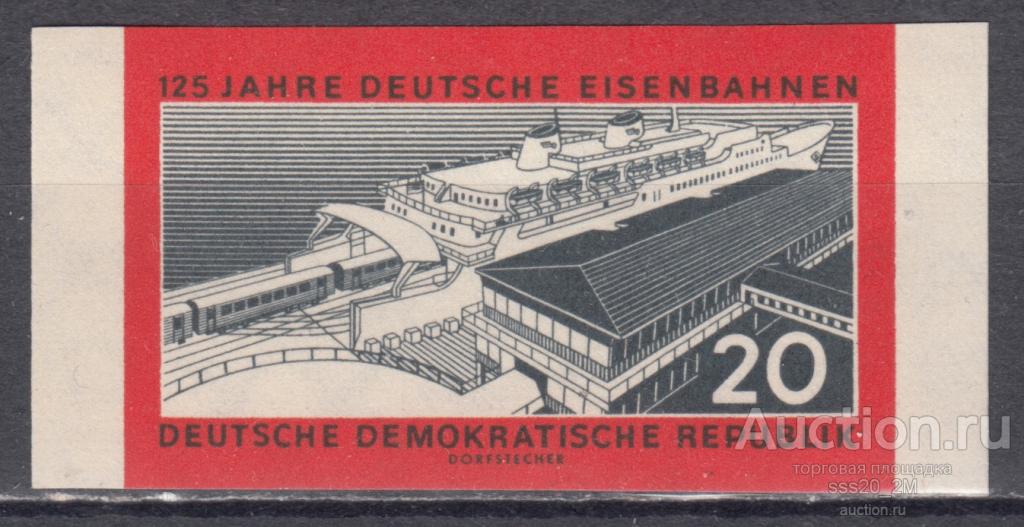 125 JAHRE DEUTSCHE EISENBAHNEN
20
DEUTSCHE DEMOKRATISCHE REPUBLIK
DORFSTECHER
Auction.ru
торговая площадка
sss20_2M
auction.ru